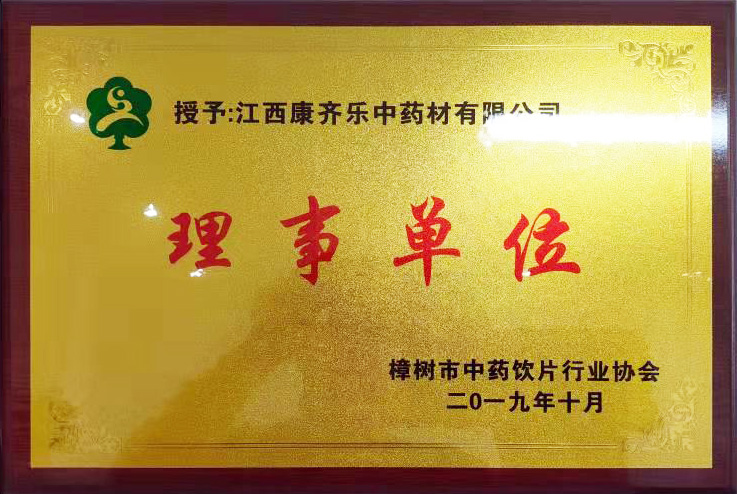 授予:江西康齐乐中药材有限公司
理事单位
樟树市中药饮片行业协会
二0一九年十月